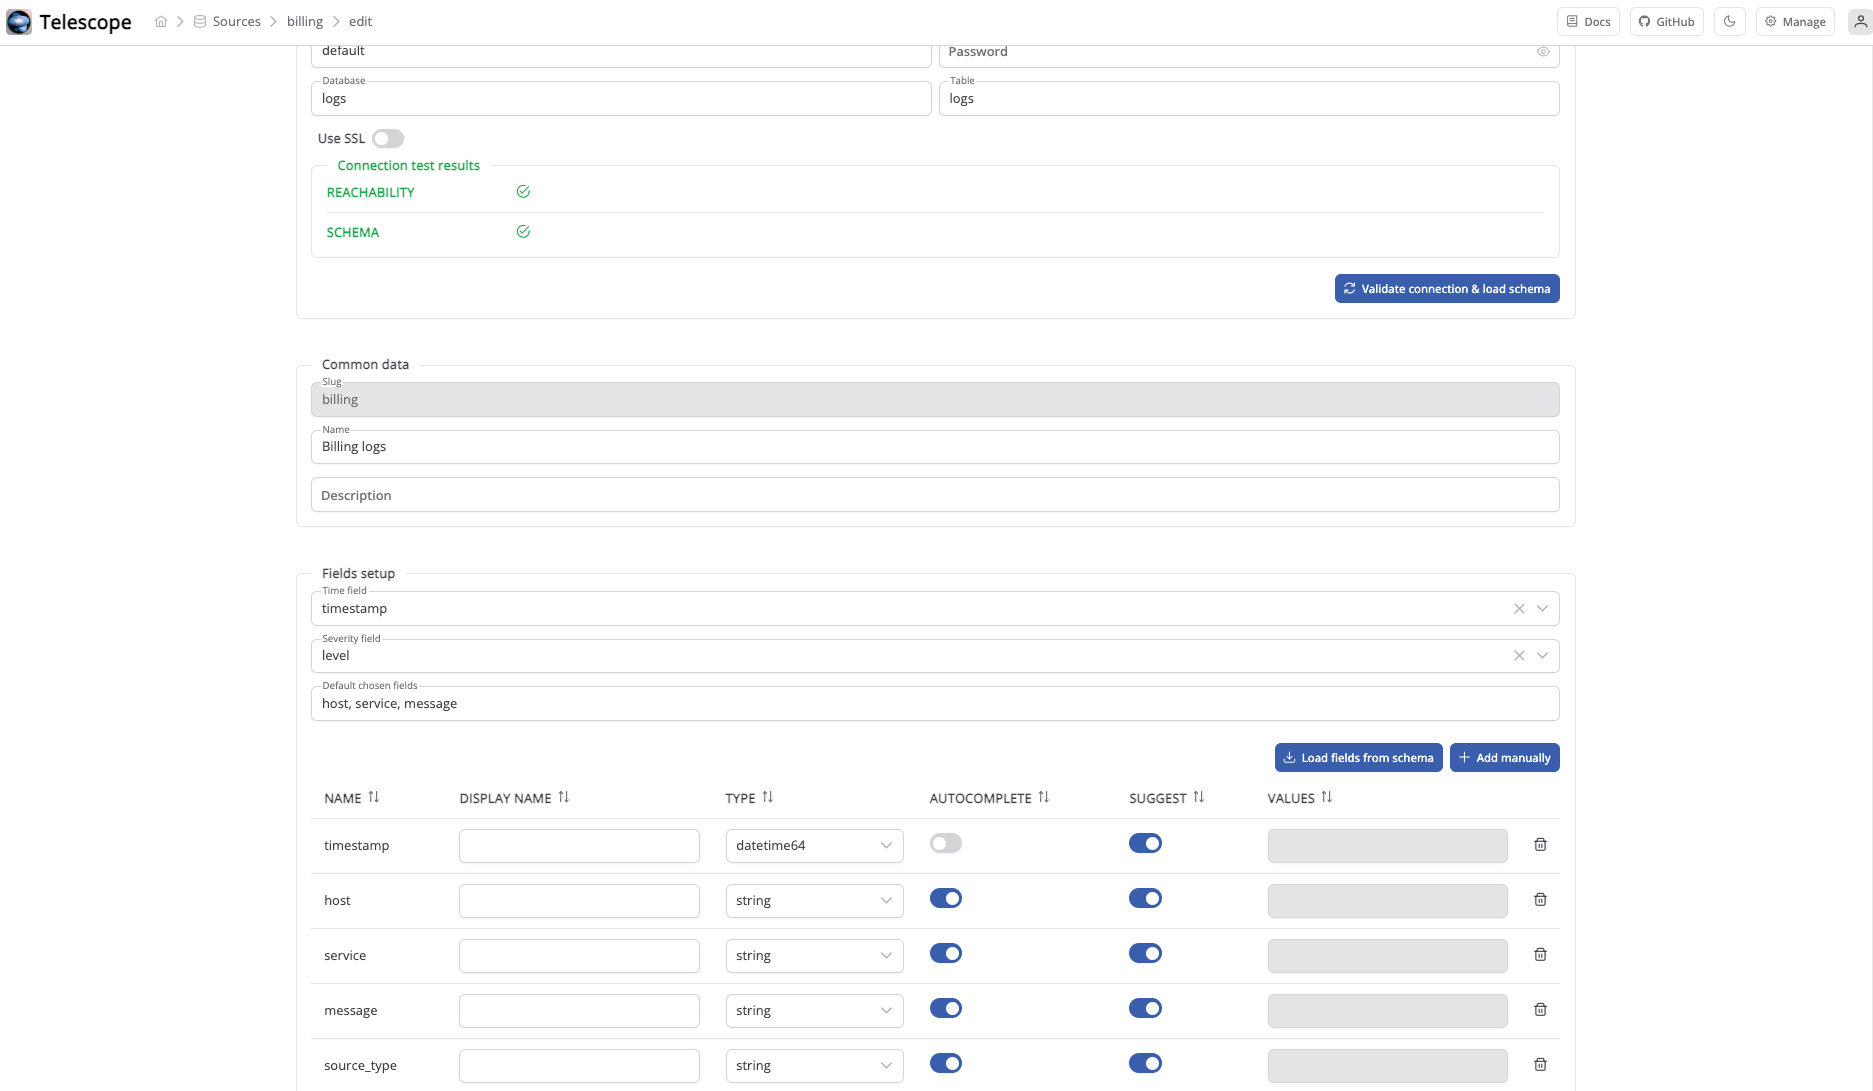 Telescope Sources billing edit Docs GitHub Manage
default Password
Database Table
logs logs
Use SSL
Connection test results
REACHABILITY
SCHEMA
Validate connection & load schema
Common data
Slug
billing
Name
Billing logs
Description
Fields setup
Time field
timestamp
Severity field
level
Default chosen fields
host, service, message
Load fields from schema Add manually
NAME DISPLAY NAME TYPE AUTOCOMPLETE SUGGEST VALUES
timestamp datetime64
host string
service string
message string
source_type string